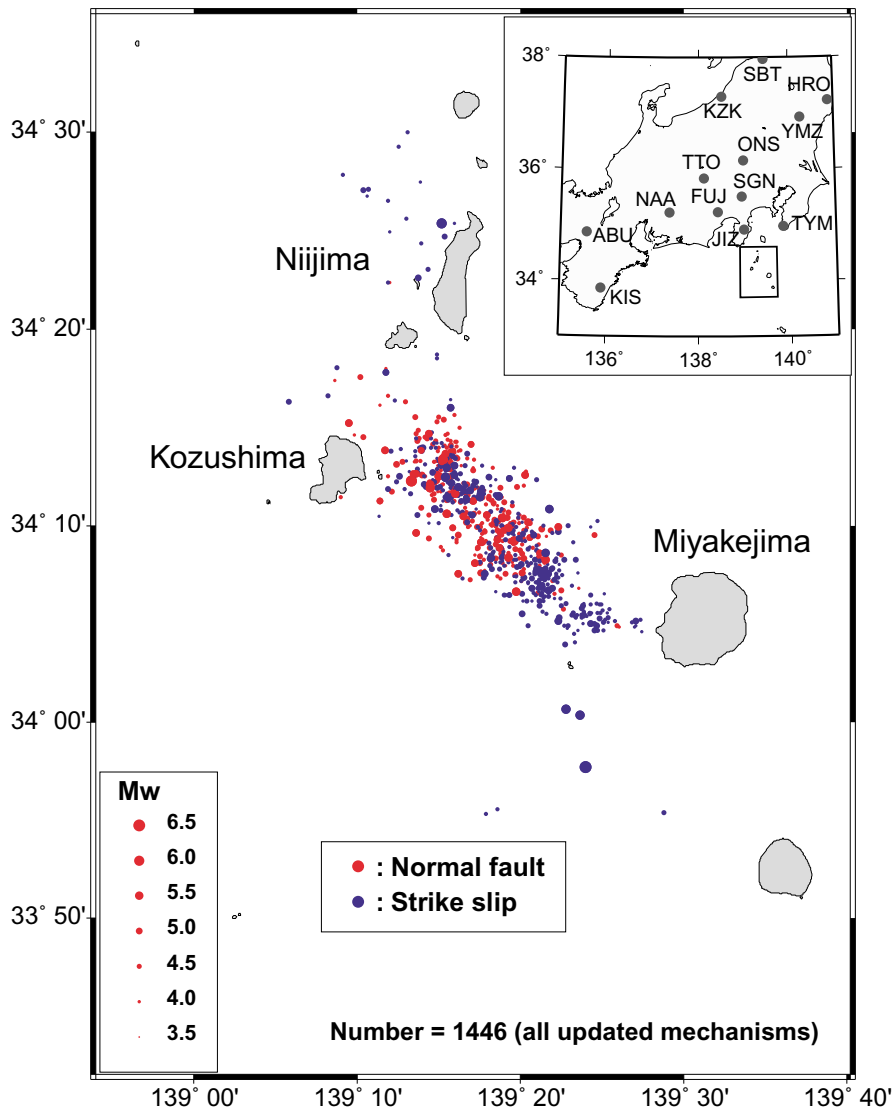 38˚
SBT
HRO
KZK
YMZ
ONS
36˚
TTO
SGN
NAA
FUJ
TYM
ABU
JIZ
34˚
KIS
136˚
138˚
140˚
34˚ 30'
Niijima
34˚ 20'
Kozushima
34˚ 10'
Miyakejima
34˚ 00'
Mw
6.5
6.0
5.5
5.0
4.5
4.0
3.5
: Normal fault
: Strike slip
33˚ 50'
Number = 1446 (all updated mechanisms)
139˚ 00'
139˚ 10'
139˚ 20'
139˚ 30'
139˚ 40'